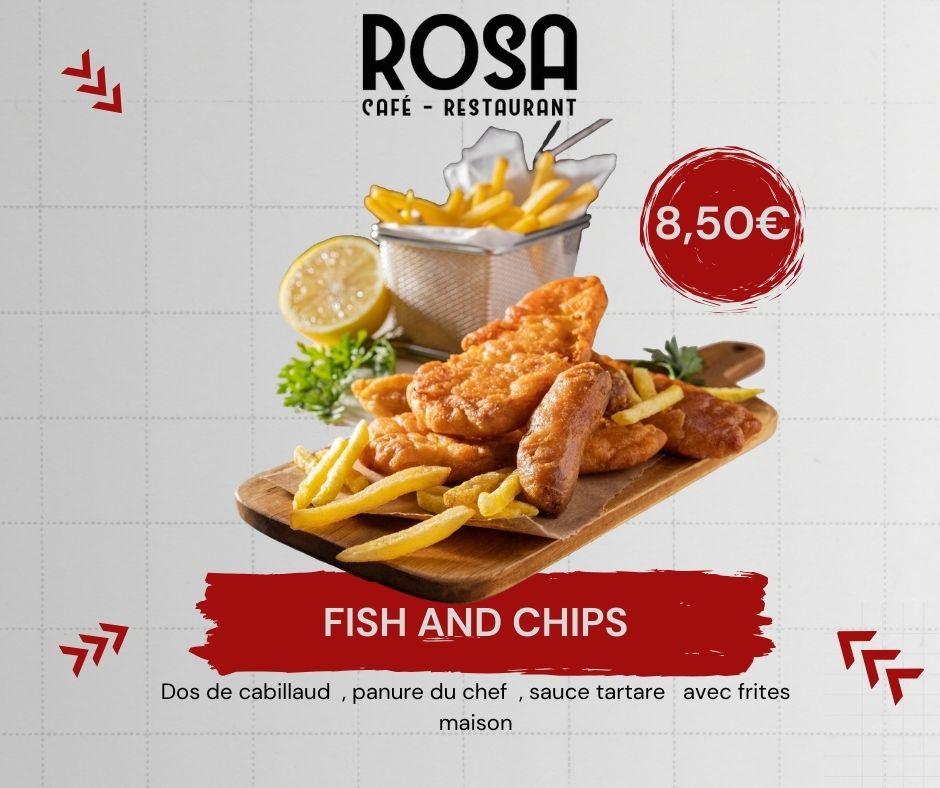 ROSA
CAFÉ - RESTAURANT
8,50€
FISH AND CHIPS
Dos de cabillaud , panure du chef , sauce tartare avec frites
maison